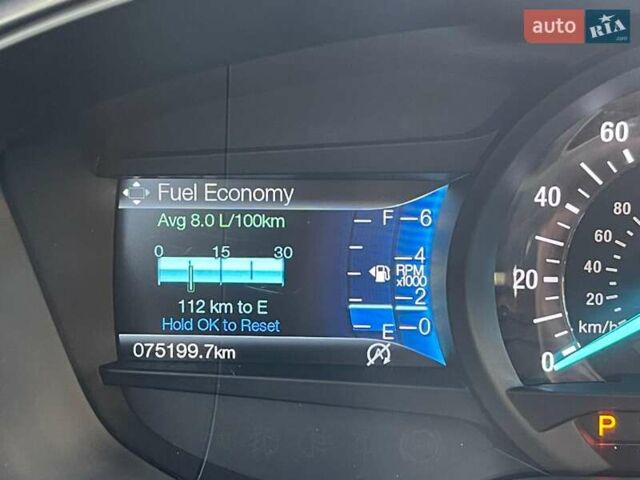 auto RIA .com
Fuel Economy
Avg 8.0 L/100km
0 15 30
112 km to E
Hold OK to Reset
075199.7km
F 6
4
RPM
x1000
2
E 0
60
40
20
0
80
60
40
20
km/h
P